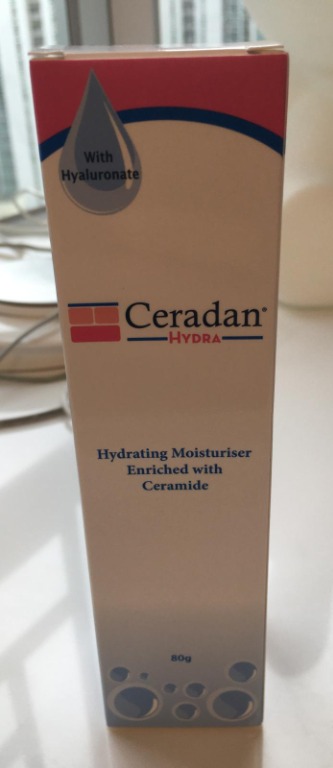 With
Hyaluronate
Ceradan®
HYDRA
Hydrating Moisturiser
Enriched with
Ceramide
80g